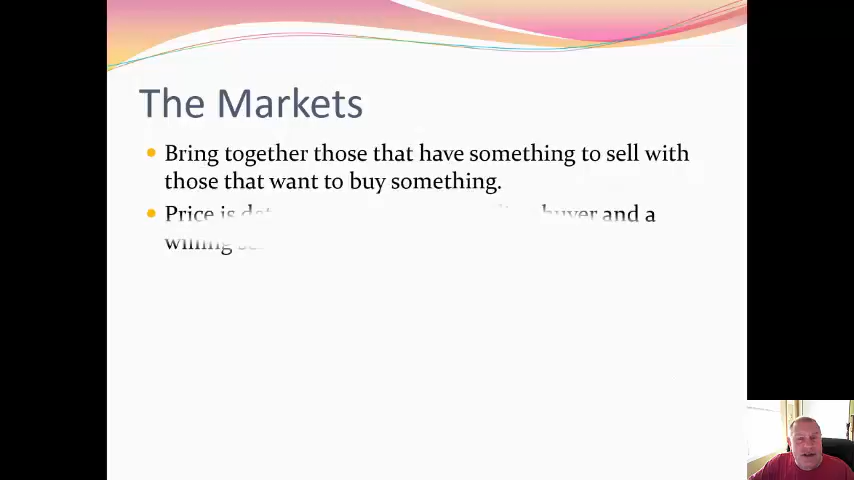 The Markets
Bring together those that have something to sell with
those that want to buy something.
Price is buyer and a
willing